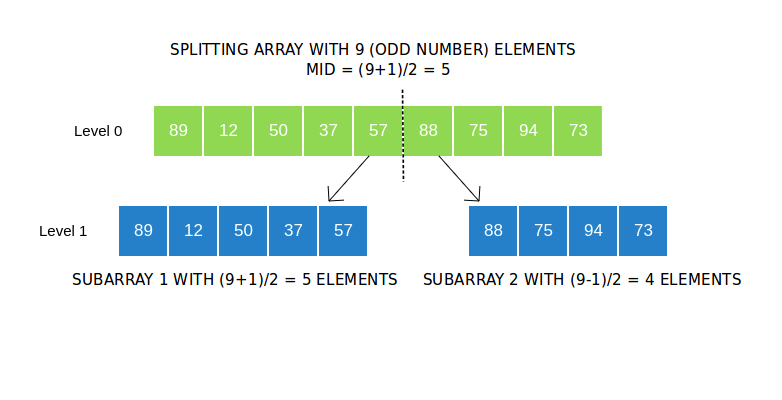 SPLITTING ARRAY WITH 9 (ODD NUMBER) ELEMENTS
MID = (9+1)/2 = 5
Level 0 89 12 50 37 57 88 75 94 73
Level 1 89 12 50 37 57 88 75 94 73
SUBARRAY 1 WITH (9+1)/2 = 5 ELEMENTS SUBARRAY 2 WITH (9-1)/2 = 4 ELEMENTS